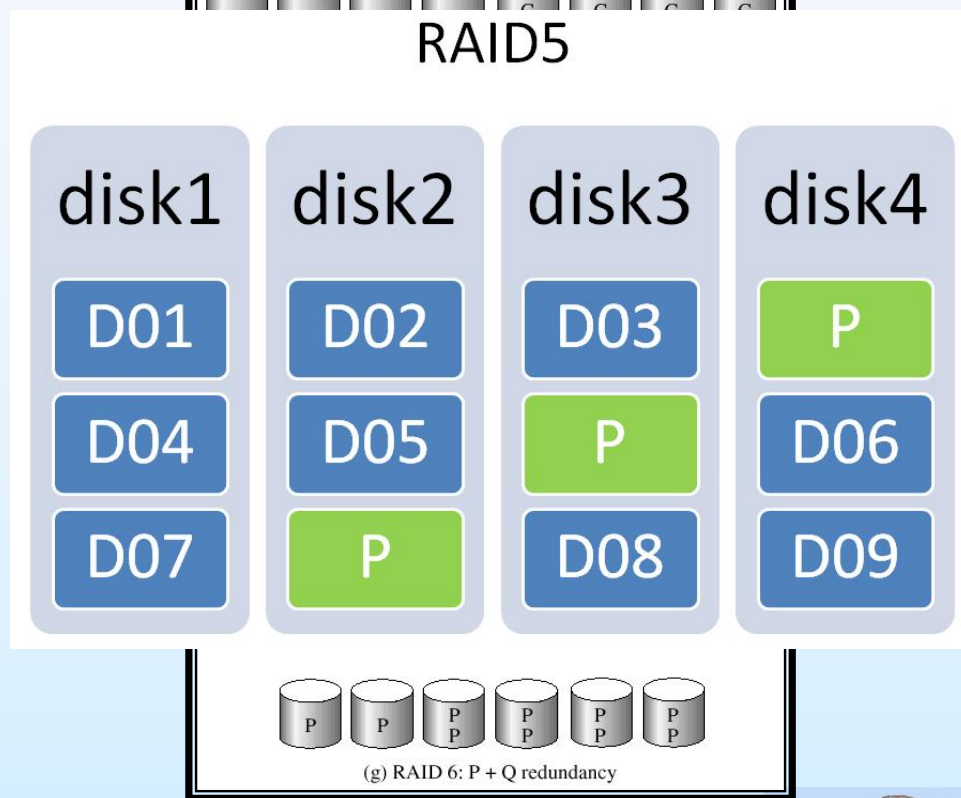 C C C C
RAID5
disk1 disk2 disk3 disk4
D01 D02 D03 P
D04 D05 P D06
D07 P D08 D09
P P P P P P
P P P P
(g) RAID 6: P + Q redundancy